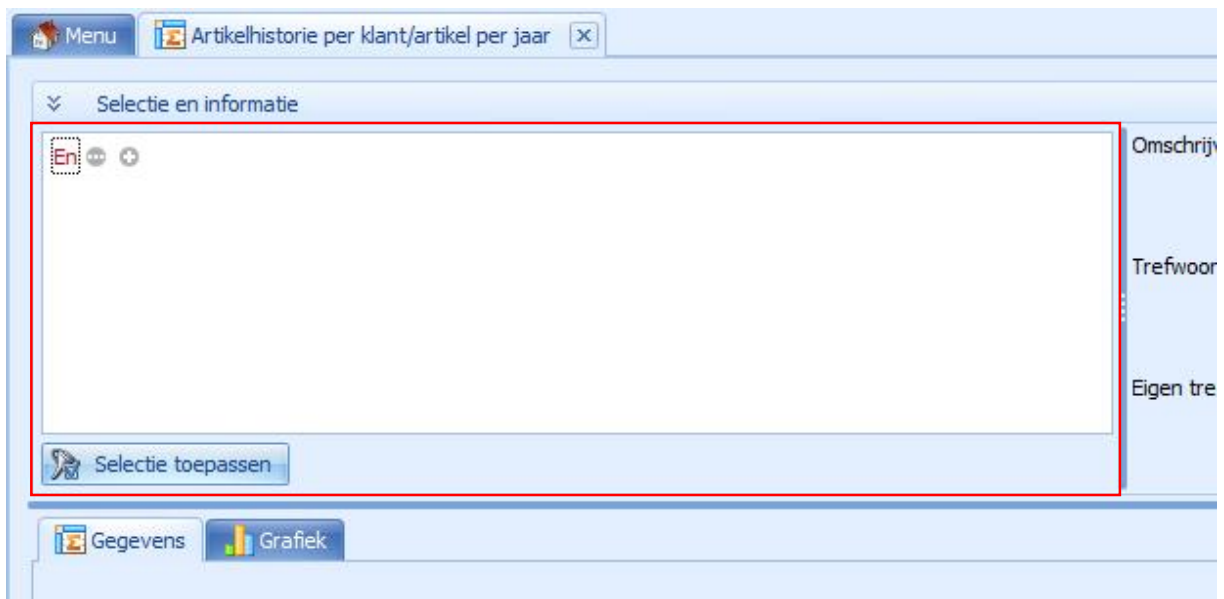 Menu Artikelhistorie per klant/artikel per jaar
Selectie en informatie
En
Omschrijv
Trefwoor
Eigen tre
Selectie toepassen
Gegevens Grafiek